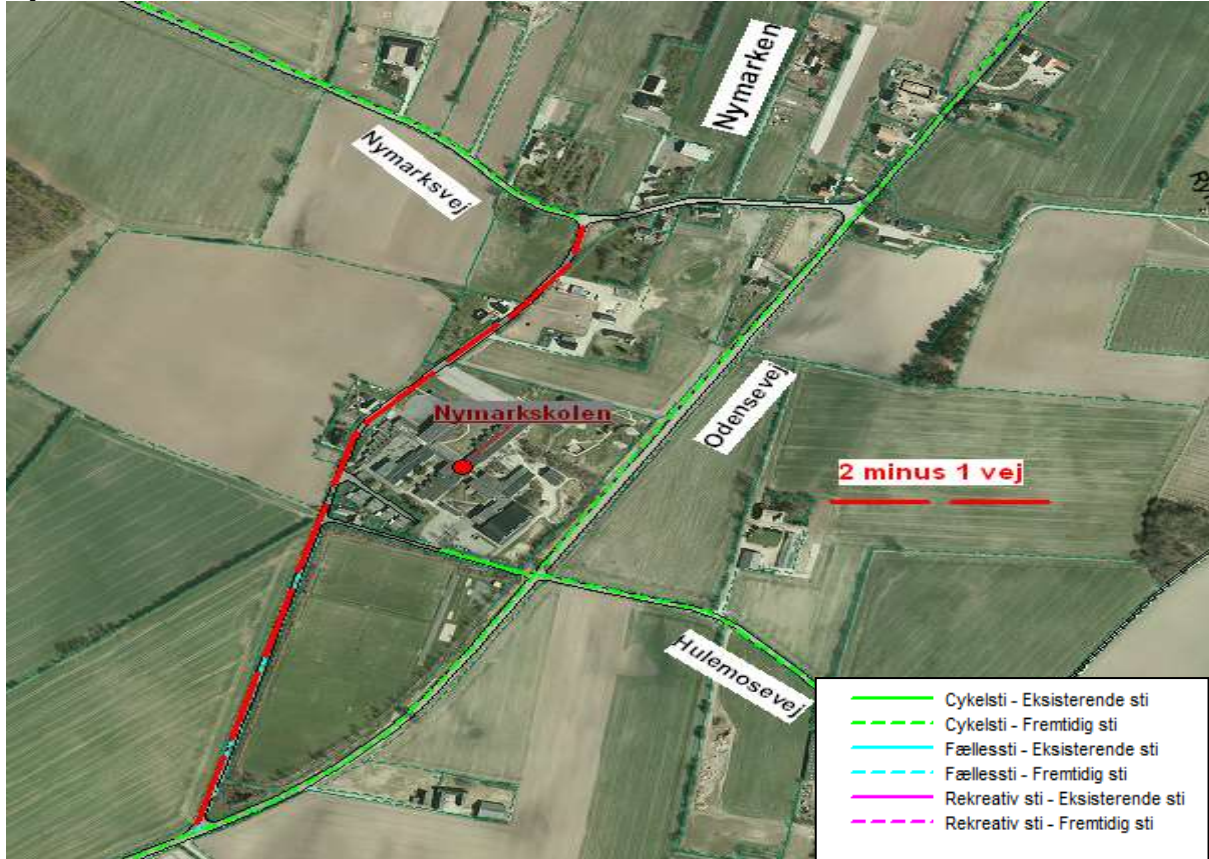 Nymarken
Nymarksvej
Odensevej
Nymarkskolen
2 minus 1 vej
Hulemosevej
Cykelsti - Eksisterende sti
Cykelsti - Fremtidig sti
Fællessti - Eksisterende sti
Fællessti - Fremtidig sti
Rekreativ sti - Eksisterende sti
Rekreativ sti - Fremtidig sti